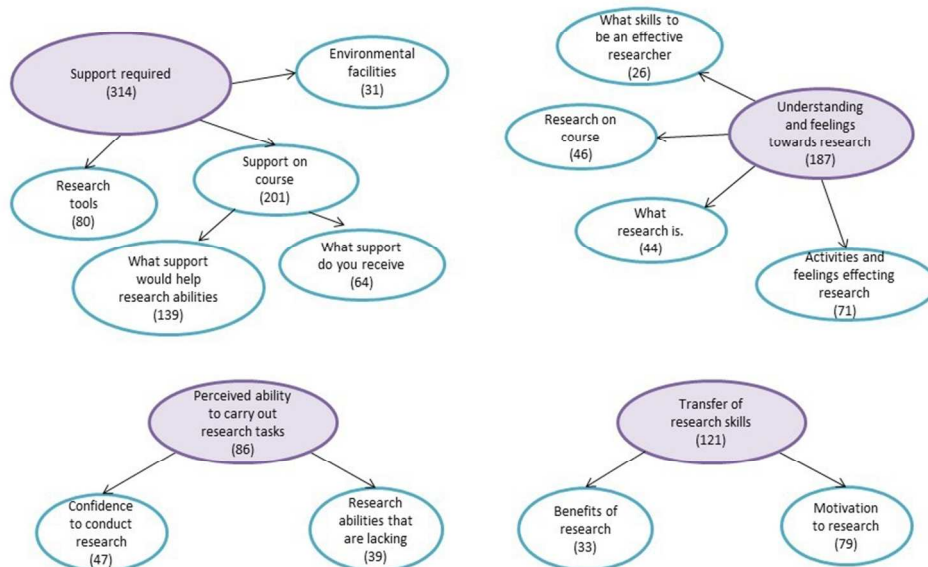 Support required
(314)
Environmental
facilities
(31)
Research
tools
(80)
Support on
course
(201)
What support
would help
research abilities
(139)
What support
do you receive
(64)
What skills to
be an effective
researcher
(26)
Understanding
and feelings
towards research
(187)
Research on
course
(46)
What
research is.
(44)
Activities and
feelings effecting
research
(71)
Perceived ability
to carry out
research tasks
(86)
Confidence
to conduct
research
(47)
Research
abilities that
are lacking
(39)
Transfer of
research skills
(121)
Benefits of
research
(33)
Motivation
to research
(79)